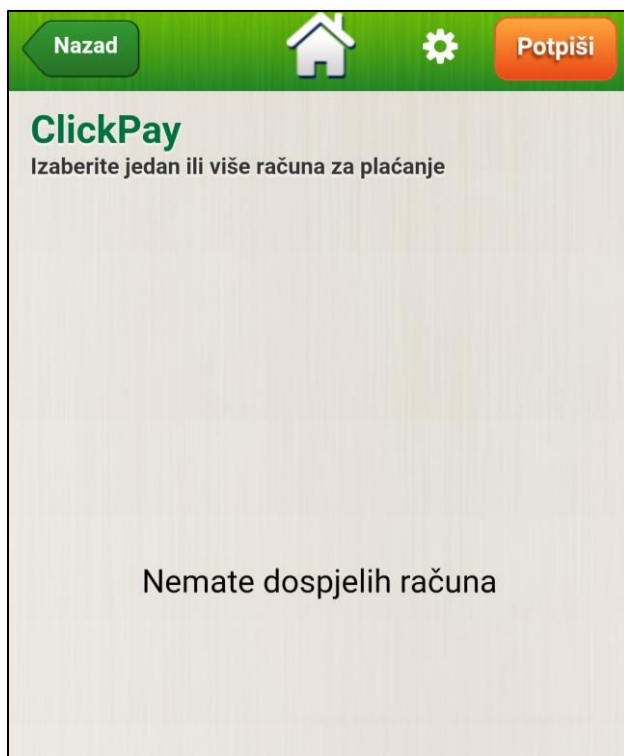 Nazad
Potpiši
ClickPay
Izaberite jedan ili više računa za plaćanje
Nemate dospjelih računa